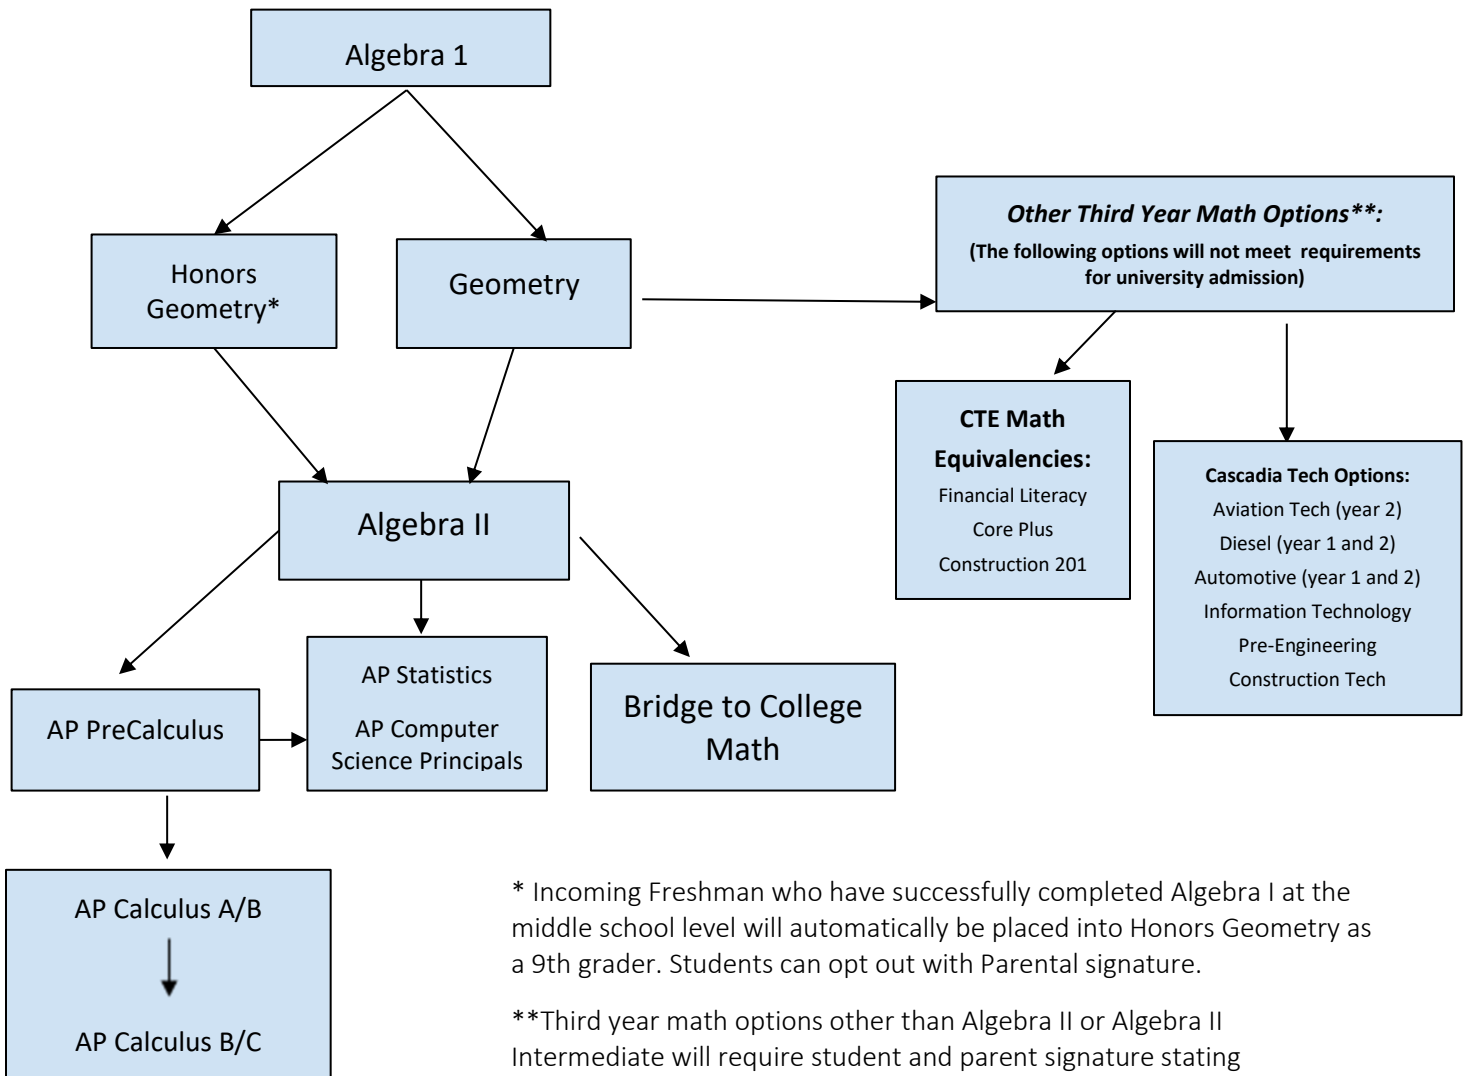 Algebra 1
Honors
Geometry*
Geometry
Other Third Year Math Options**:
(The following options will not meet requirements
for university admission)
CTE Math
Equivalencies:
Financial Literacy
Core Plus
Construction 201
Cascadia Tech Options:
Aviation Tech (year 2)
Diesel (year 1 and 2)
Automotive (year 1 and 2)
Information Technology
Pre-Engineering
Construction Tech
Algebra II
AP PreCalculus
AP Statistics
AP Computer
Science Principals
Bridge to College
Math
AP Calculus A/B
AP Calculus B/C
* Incoming Freshman who have successfully completed Algebra I at the
middle school level will automatically be placed into Honors Geometry as
a 9th grader. Students can opt out with Parental signature.
**Third year math options other than Algebra II or Algebra II
Intermediate will require student and parent signature stating